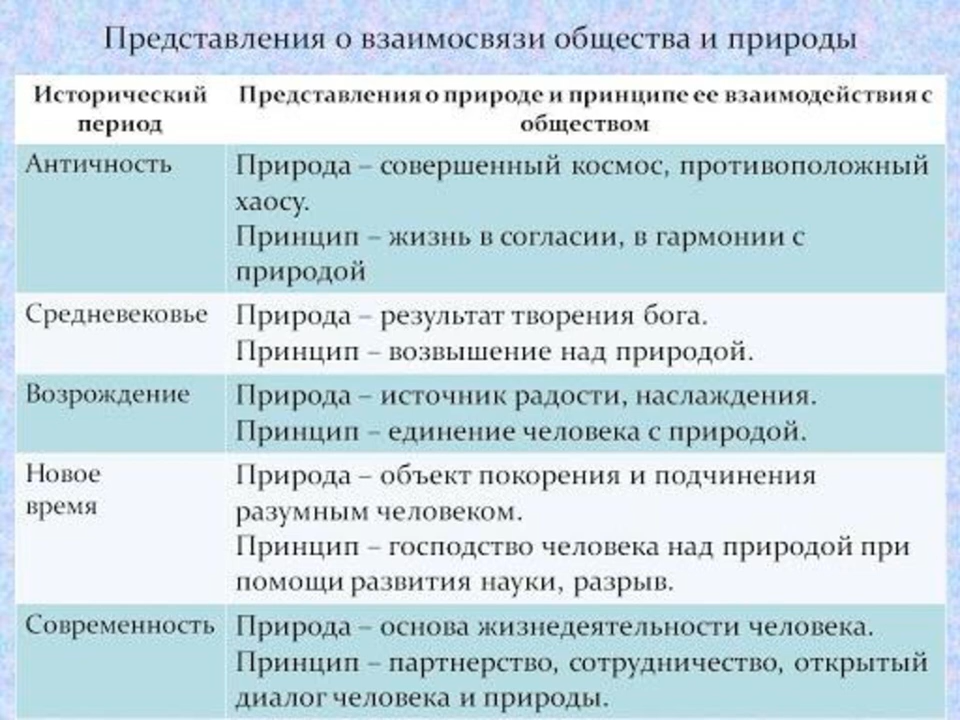 Представления о взаимосвязи общества и природы
Исторический период
Представления о природе и принципе ее взаимодействия с
обществом
Античность
Природа – совершенный космос, противоположный
хаосу.
Принцип – жизнь в согласии, в гармонии с
природой
Средневековье
Природа – результат творения бога.
Принцип – возвышение над природой.
Возрождение
Природа – источник радости, наслаждения.
Принцип – единение человека с природой.
Новое
время
Природа – объект покорения и подчинения
разумным человеком.
Принцип – господство человека над природой при
помощи развития науки, разрыв.
Современность
Природа – основа жизнедеятельности человека.
Принцип – партнерство, сотрудничество, открытый
диалог человека и природы.